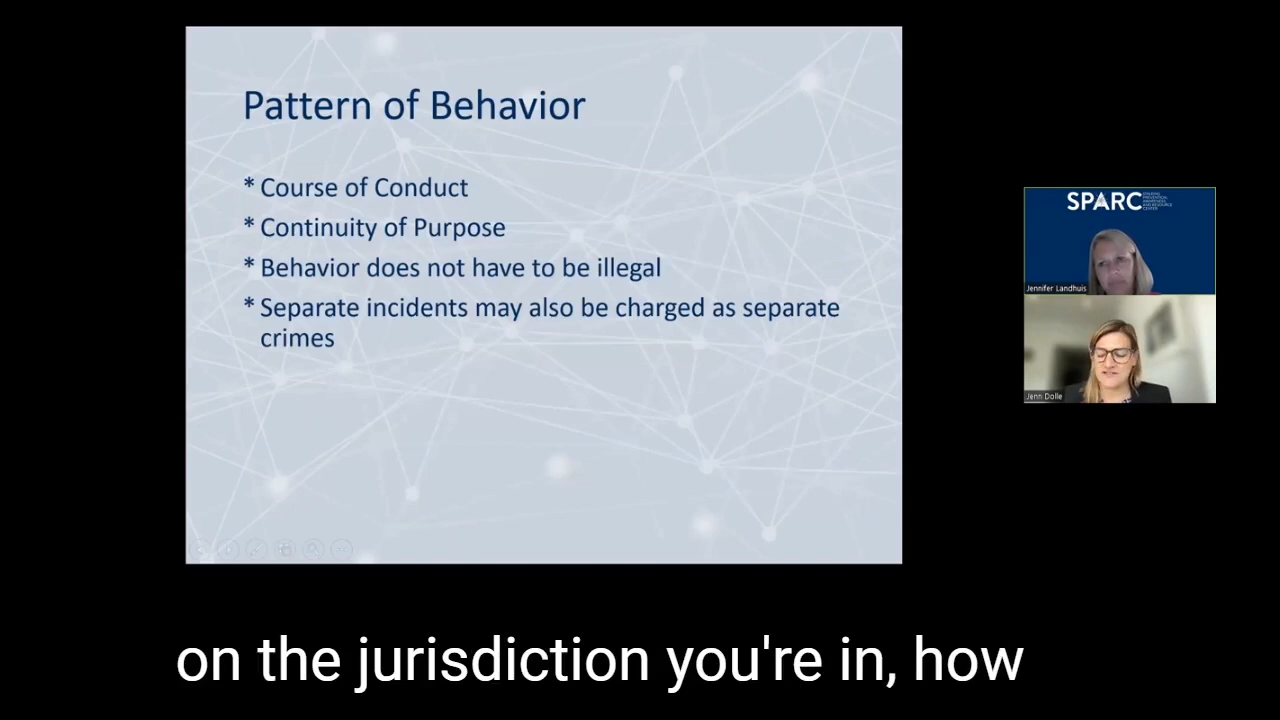 Pattern of Behavior
* Course of Conduct
* Continuity of Purpose
* Behavior does not have to be illegal
* Separate incidents may also be charged as separate
crimes
SPARC
Jennifer Landhuis
Jenn Dolle
on the jurisdiction you're in, how